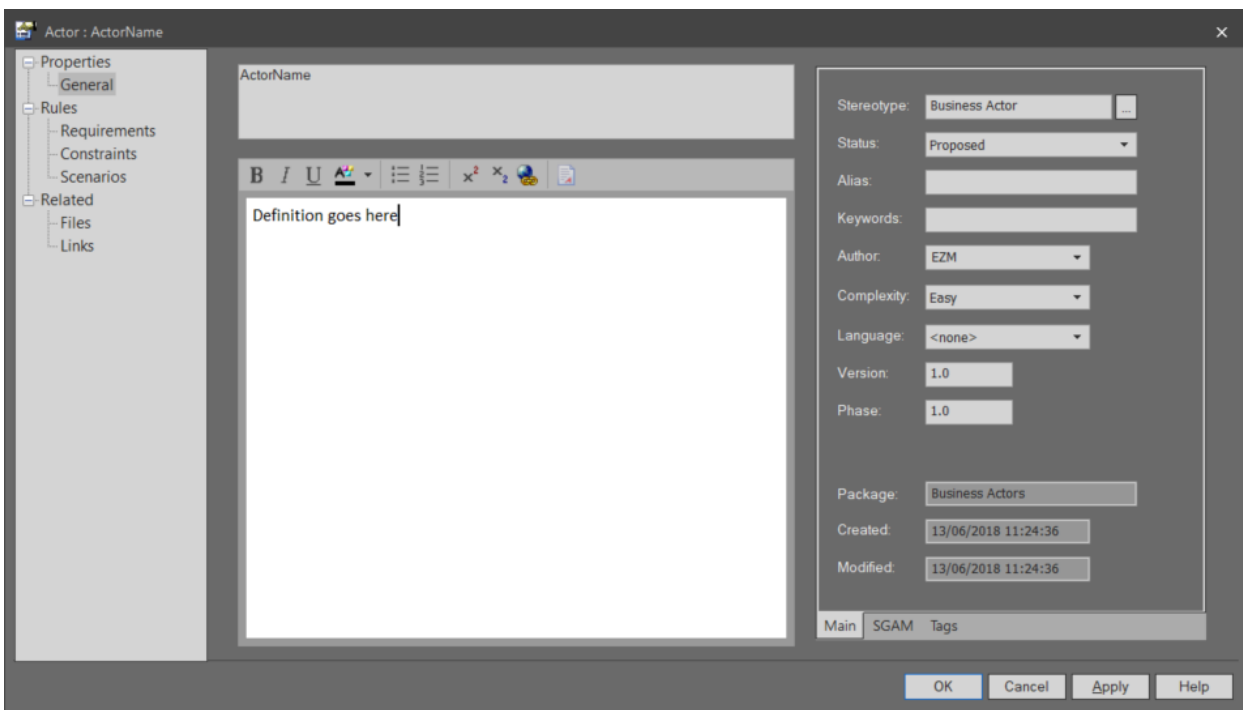 Actor : ActorName
Properties
General
Rules
Requirements
Constraints
Scenarios
Related
Files
Links
ActorName
B I U x² x₂
Definition goes here
Stereotype: Business Actor ...
Status: Proposed
Alias:
Keywords:
Author: EZM
Complexity: Easy
Language: <none>
Version: 1.0
Phase: 1.0
Package: Business Actors
Created: 13/06/2018 11:24:36
Modified: 13/06/2018 11:24:36
Main SGAM Tags
OK Cancel Apply Help